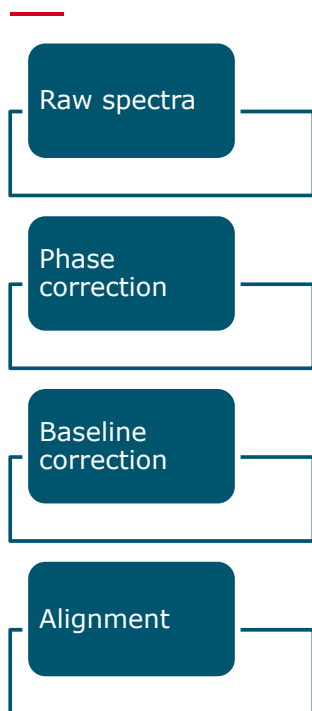 Raw spectra
Phase
correction
Baseline
correction
Alignment